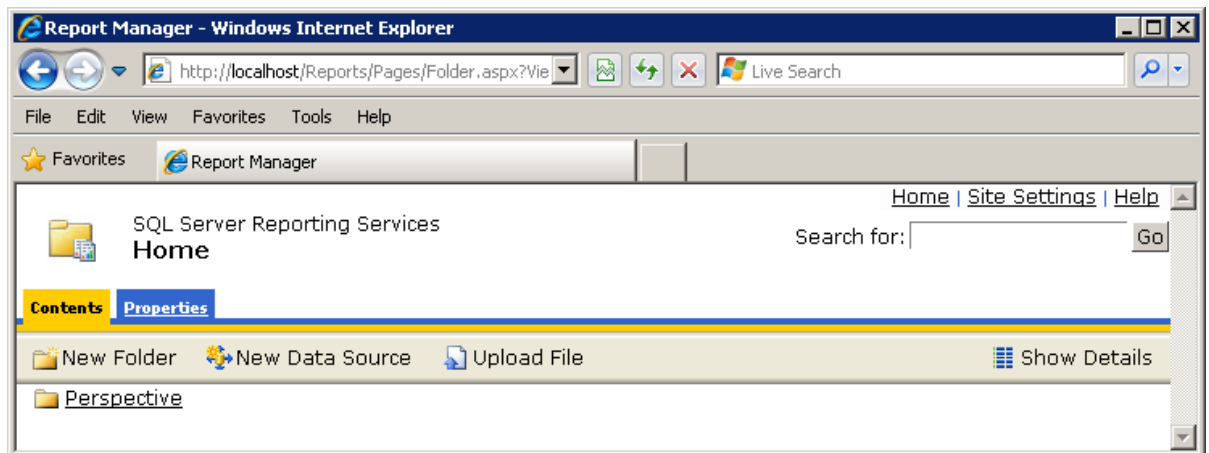 Report Manager - Windows Internet Explorer
http://localhost/Reports/Pages/Folder.aspx?Vie
Live Search
File Edit View Favorites Tools Help
Favorites Report Manager
Home | Site Settings | Help
SQL Server Reporting Services
Home
Search for: Go
Contents Properties
New Folder New Data Source Upload File Show Details
Perspective